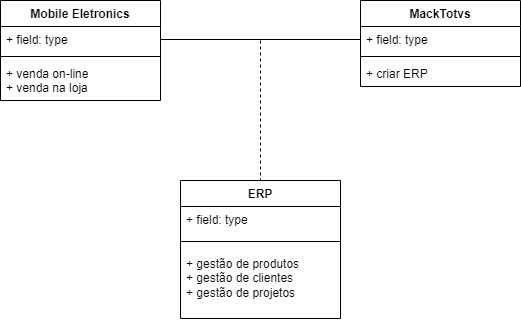 Mobile Eletronics
+ field: type
+ venda on-line
+ venda na loja
MackTotvs
+ field: type
+ criar ERP
ERP
+ field: type
+ gestão de produtos
+ gestão de clientes
+ gestão de projetos